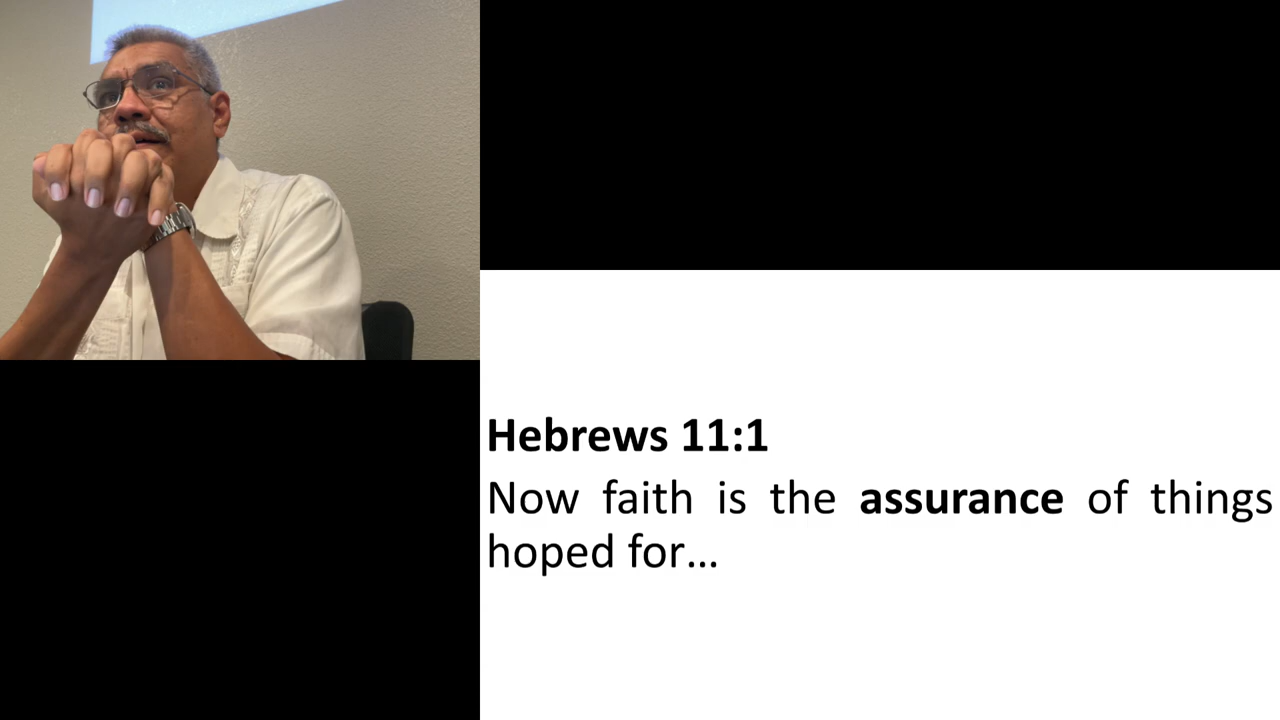 Hebrews 11:1
Now faith is the assurance of things
hoped for…